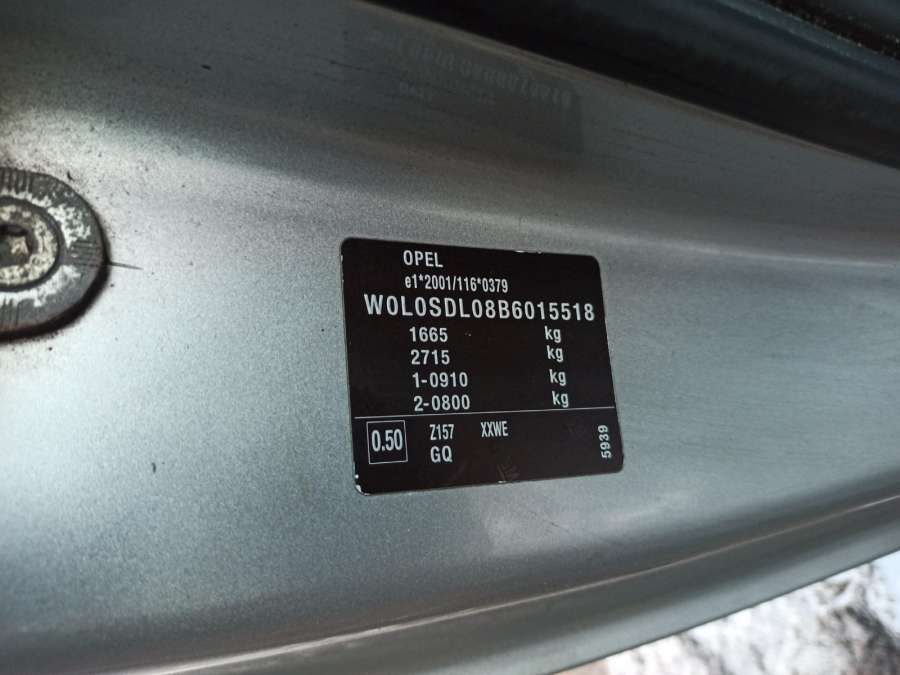 OPEL
e1*2001/116*0379
W0L0SDL08B6015518
1665 kg
2715 kg
1-0910 kg
2-0800 kg
0.50 Z157 XXWE
GQ
5939